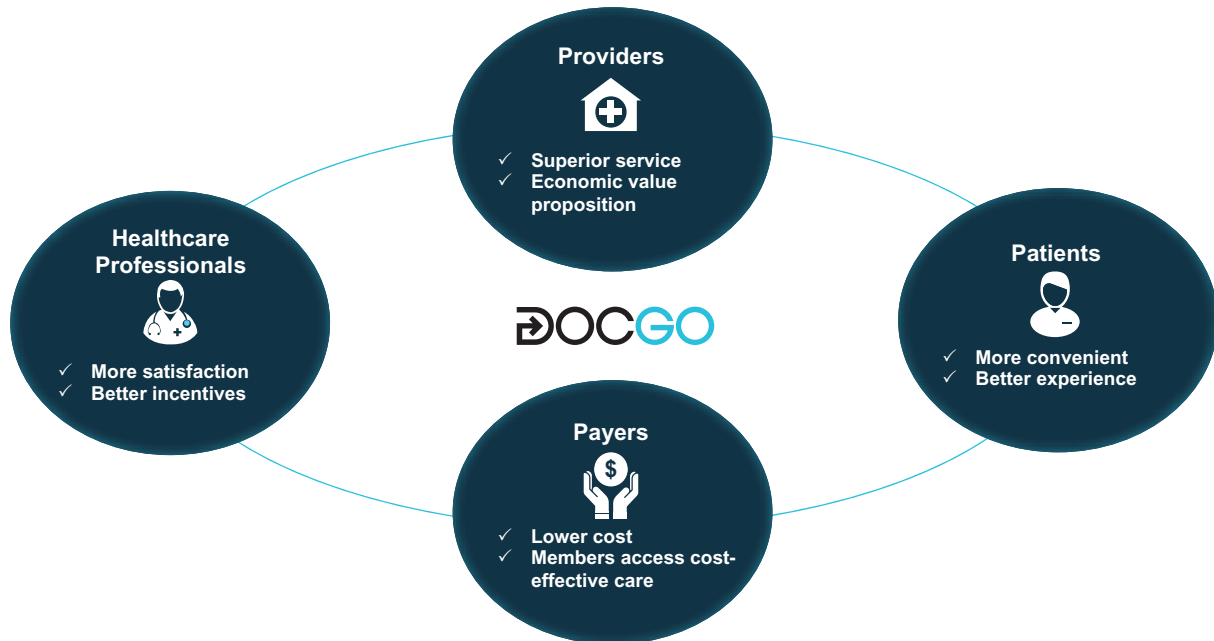 Providers
✓ Superior service
✓ Economic value
proposition
Healthcare
Professionals
✓ More satisfaction
✓ Better incentives
DOCGO
Patients
✓ More convenient
✓ Better experience
Payers
$
✓ Lower cost
✓ Members access cost-
effective care